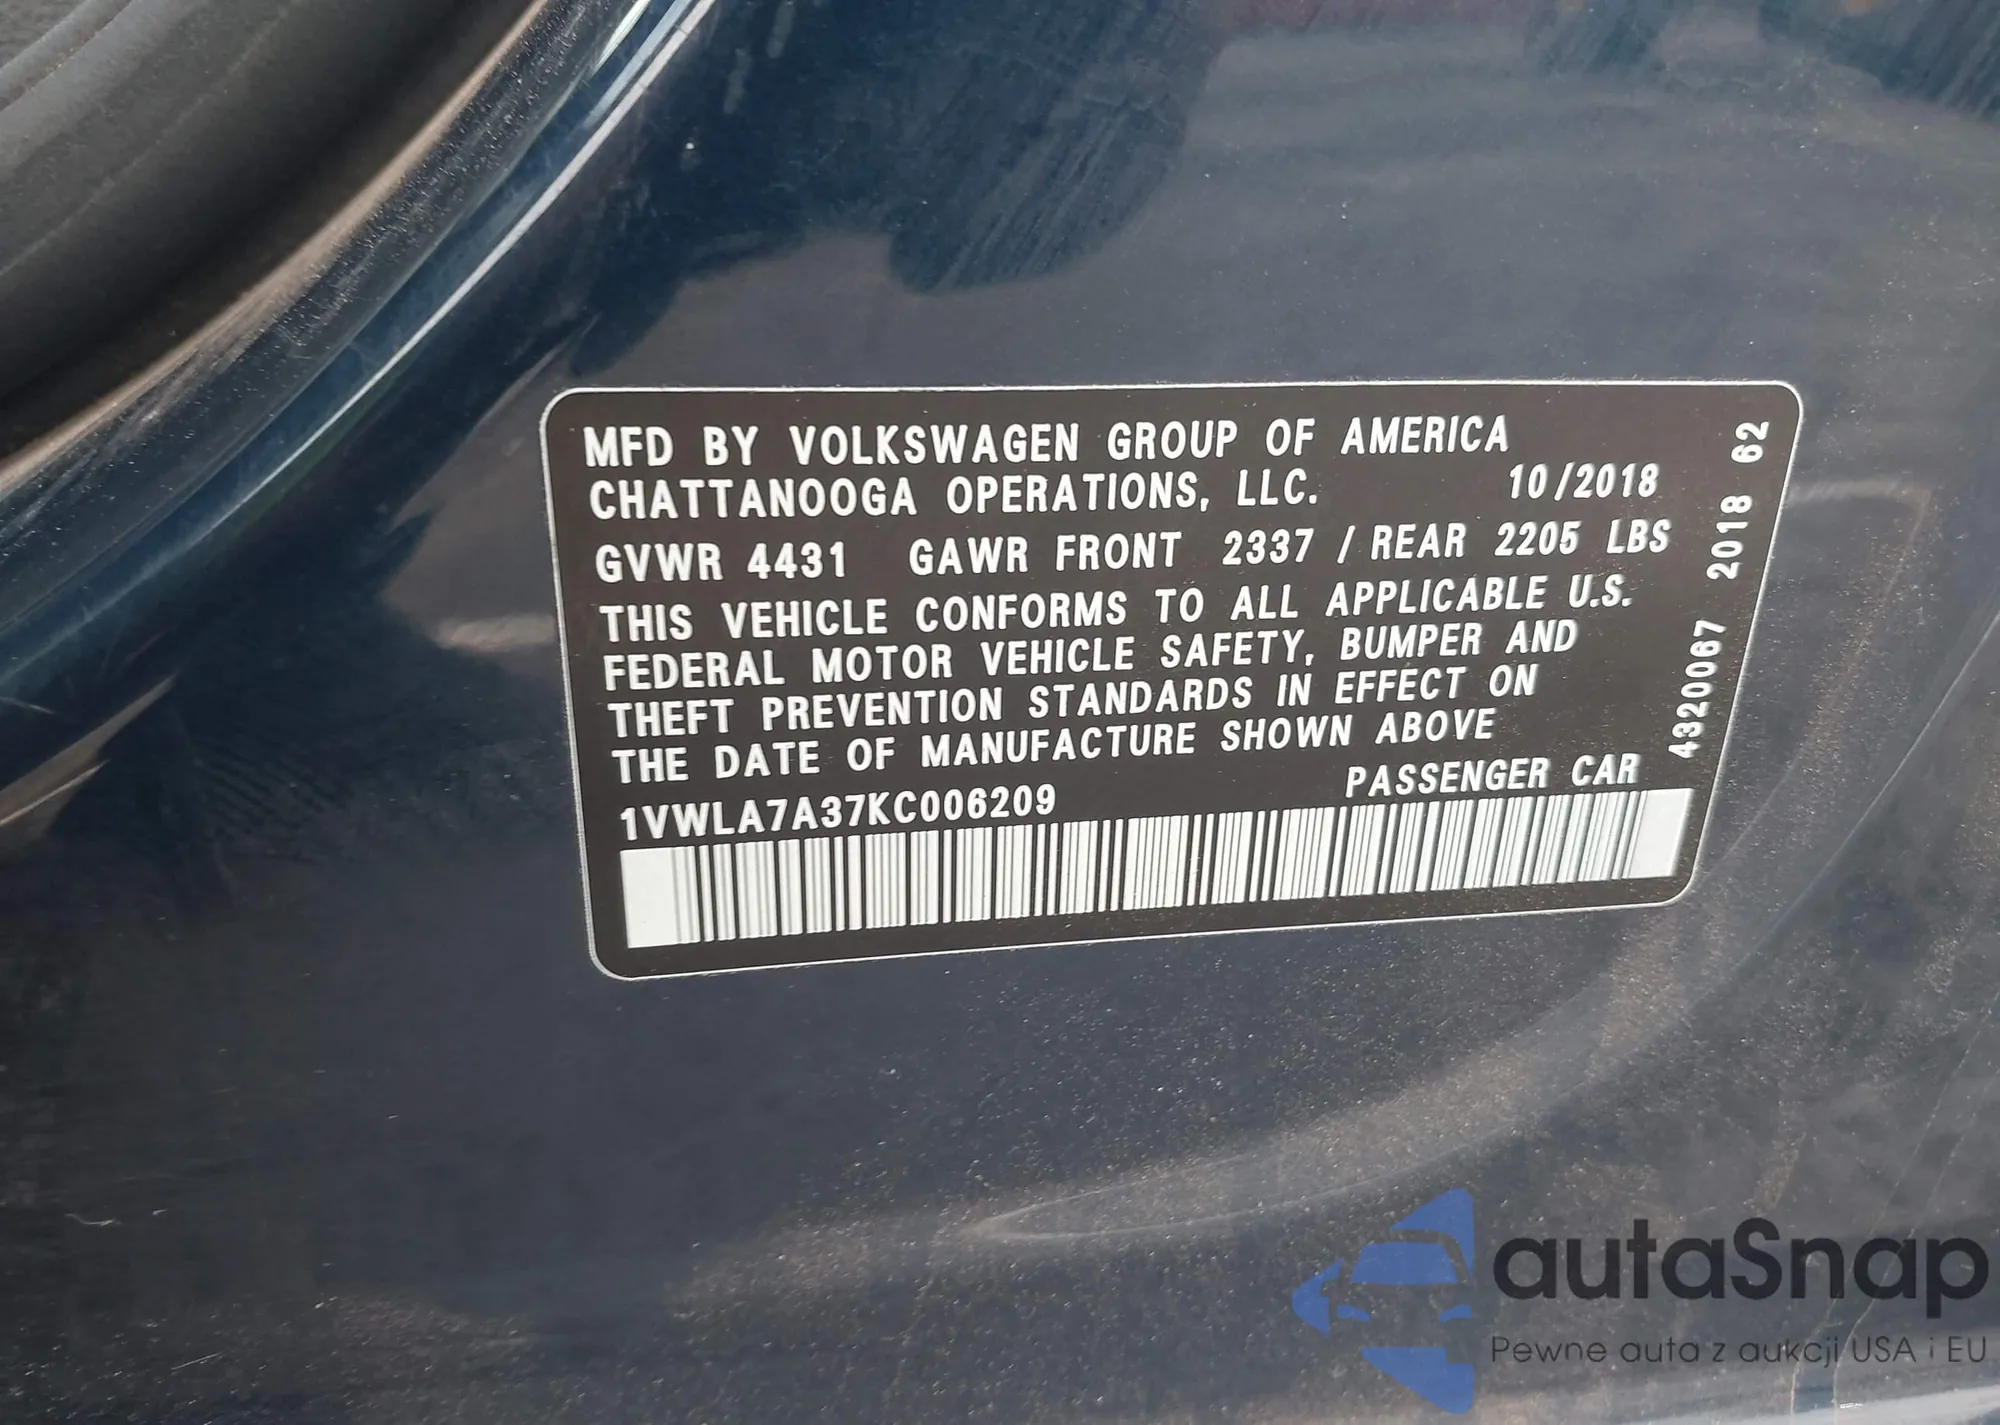 MFD BY VOLKSWAGEN GROUP OF AMERICA
CHATTANOOGA OPERATIONS, LLC. 10/2018
GVWR 4431 GAWR FRONT 2337 / REAR 2205 LBS
THIS VEHICLE CONFORMS TO ALL APPLICABLE U.S.
FEDERAL MOTOR VEHICLE SAFETY, BUMPER AND
THEFT PREVENTION STANDARDS IN EFFECT ON
THE DATE OF MANUFACTURE SHOWN ABOVE
1VWLA7A37KC006209 PASSENGER CAR
4320067 2018 62
autaSnap
Pewne auta z aukcji USA i EU